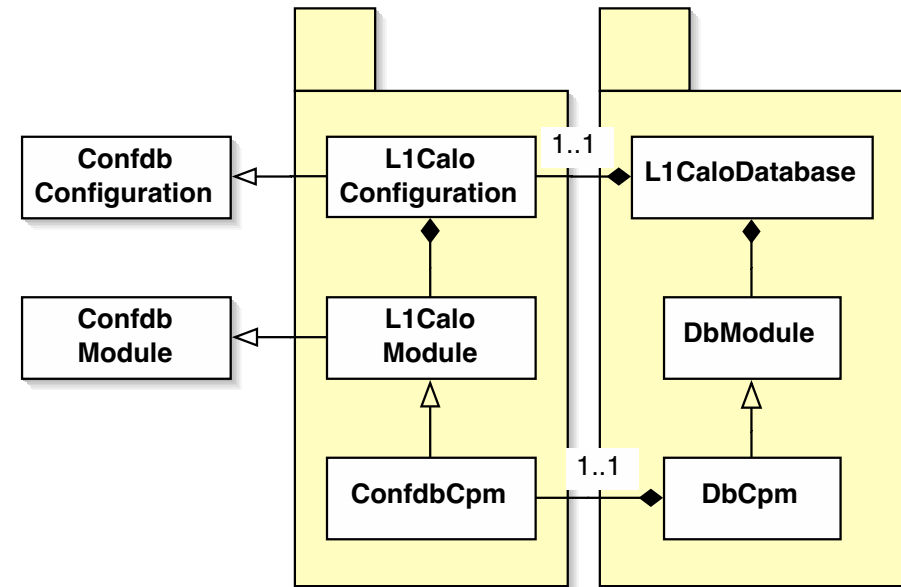 1..1
Confdb
Configuration
L1Calo
Configuration
L1CaloDatabase
Confdb
Module
L1Calo
Module
DbModule
1..1
ConfdbCpm
DbCpm